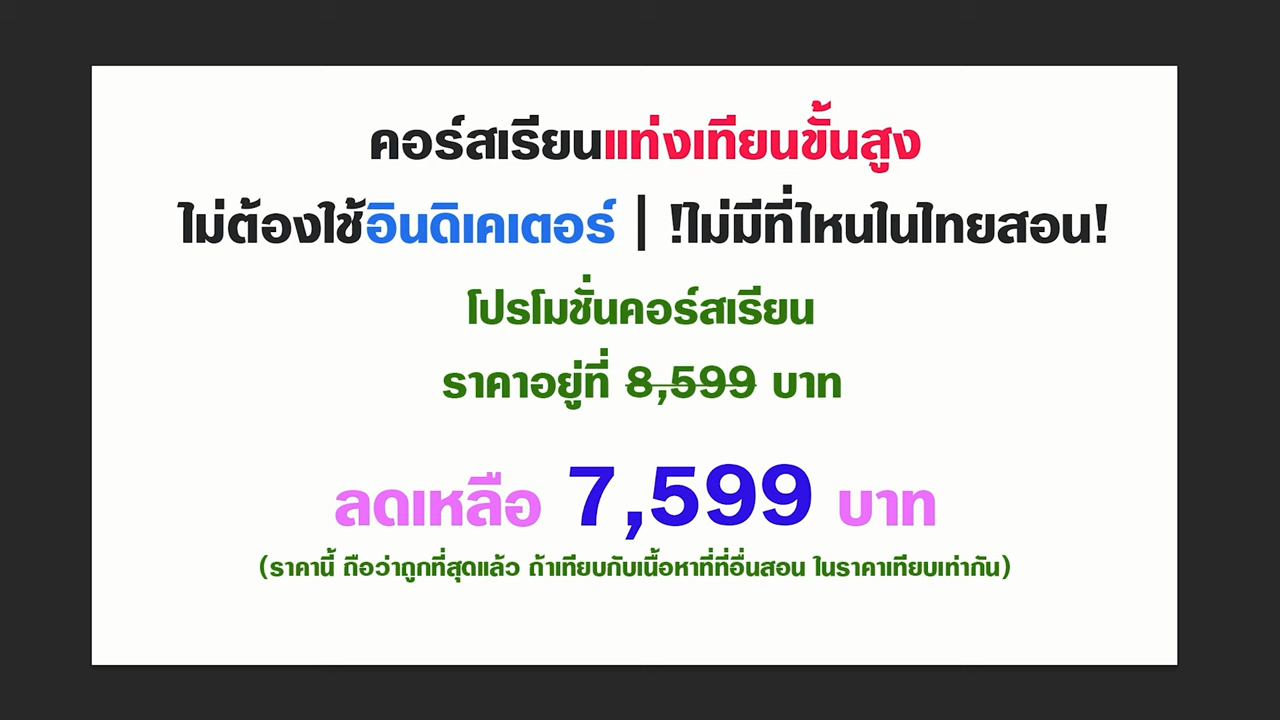 คอร์สเรียนแท่งเทียนขั้นสูง
ไม่ต้องใช้อินดิเคเตอร์ | !ไม่มีที่ไหนในไทยสอน!
โปรโมชั่นคอร์สเรียน
ราคาอยู่ที่ 8,599 บาท
ลดเหลือ 7,599 บาท
(ราคานี้ ถือว่าถูกที่สุดแล้ว ถ้าเทียบกับเนื้อหาที่ที่อื่นสอน ในราคาเทียบเท่ากัน)